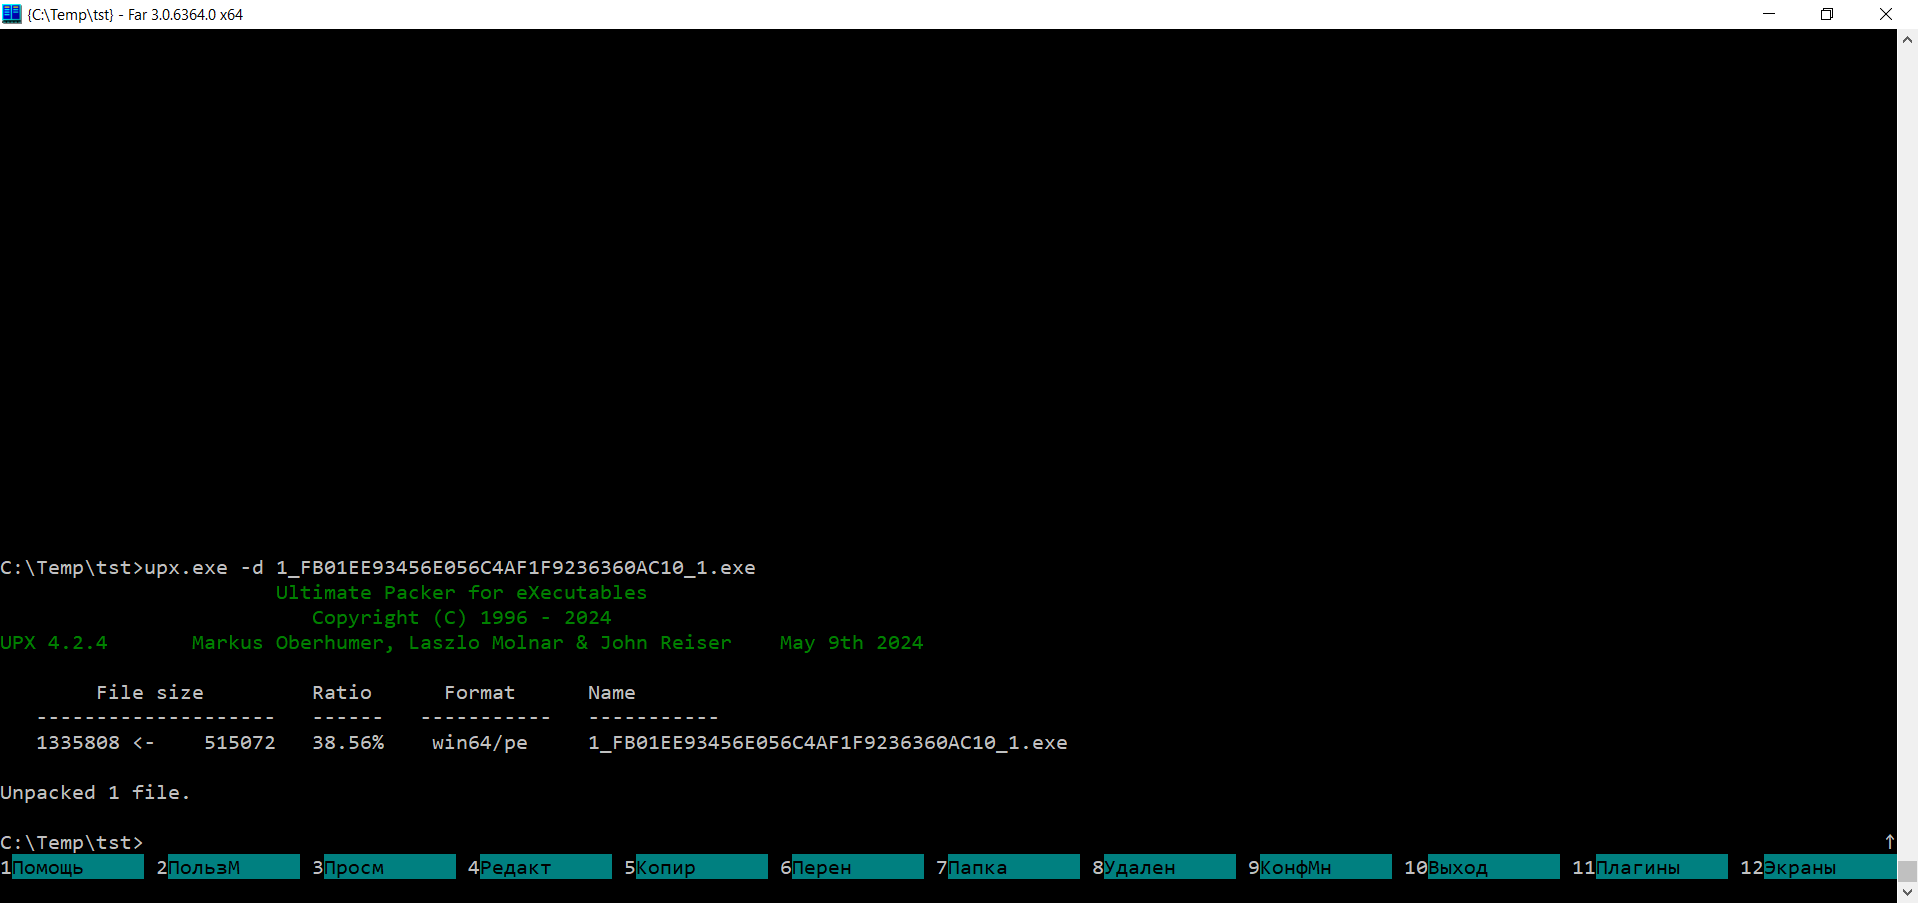 {C:\Temp\tst} - Far 3.0.6364.0 x64
C:\Temp\tst>upx.exe -d 1_FB01EE93456E056C4AF1F9236360AC10_1.exe
Ultimate Packer for eXecutables
Copyright (C) 1996 - 2024
UPX 4.2.4 Markus Oberhumer, Laszlo Molnar & John Reiser May 9th 2024
File size Ratio Format Name
-------------------- ------ ----------- -----------
1335808 <- 515072 38.56% win64/pe 1_FB01EE93456E056C4AF1F9236360AC10_1.exe
Unpacked 1 file.
C:\Temp\tst>
1Помощь 2ПользМ 3Просм 4Редакт 5Копир 6Перен 7Папка 8Удален 9КонфМн 10Выход 11Плагины 12Экраны